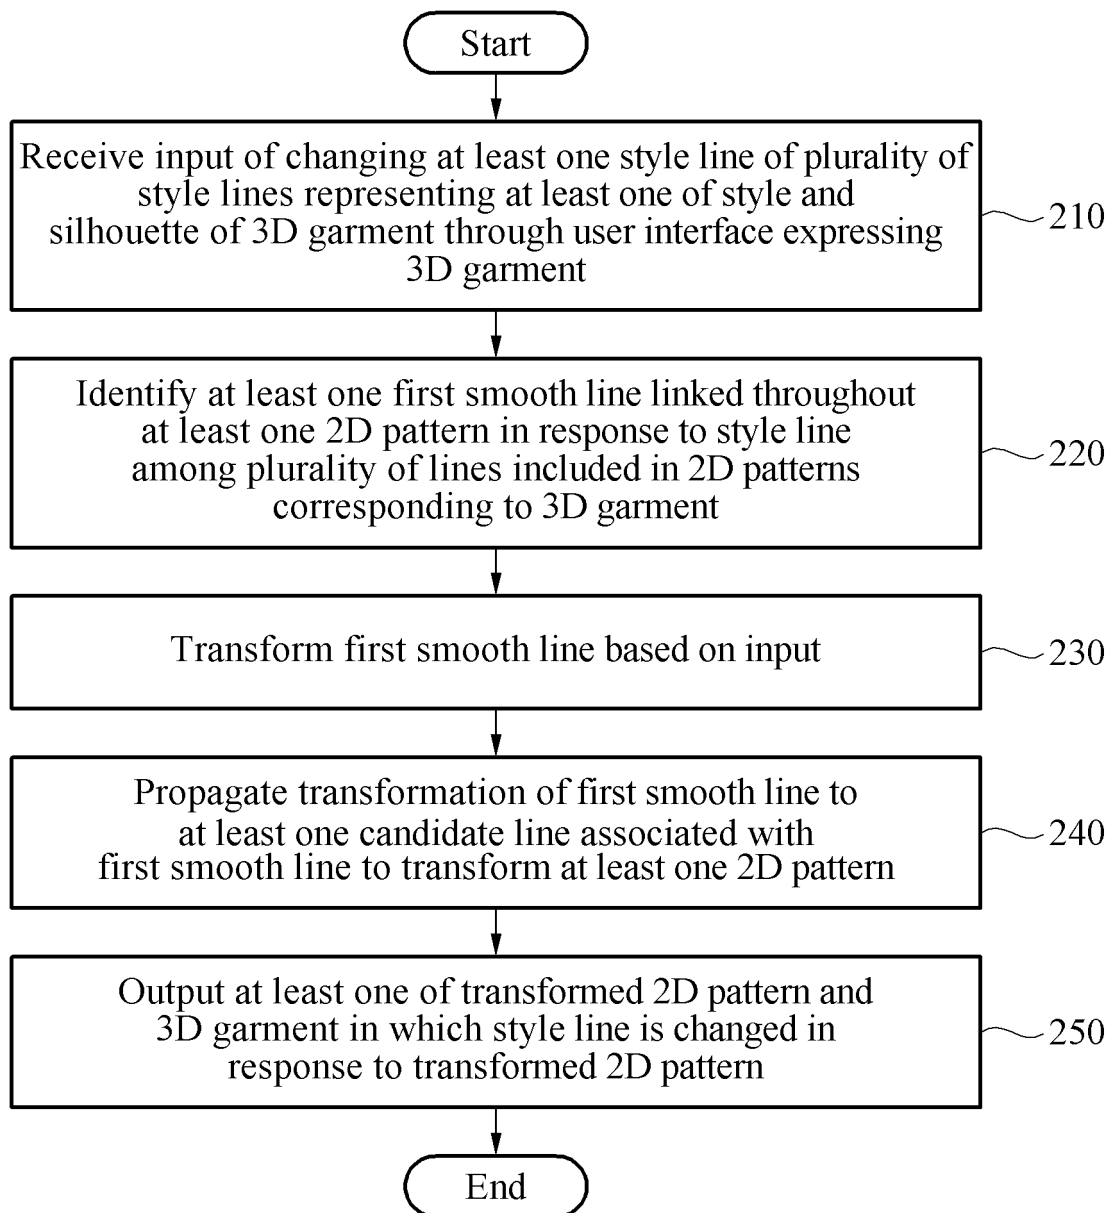 Start
Receive input of changing at least one style line of plurality of
style lines representing at least one of style and
silhouette of 3D garment through user interface expressing
3D garment
210
Identify at least one first smooth line linked throughout
at least one 2D pattern in response to style line
among plurality of lines included in 2D patterns
corresponding to 3D garment
220
Transform first smooth line based on input
230
Propagate transformation of first smooth line to
at least one candidate line associated with
first smooth line to transform at least one 2D pattern
240
Output at least one of transformed 2D pattern and
3D garment in which style line is changed in
response to transformed 2D pattern
250
End